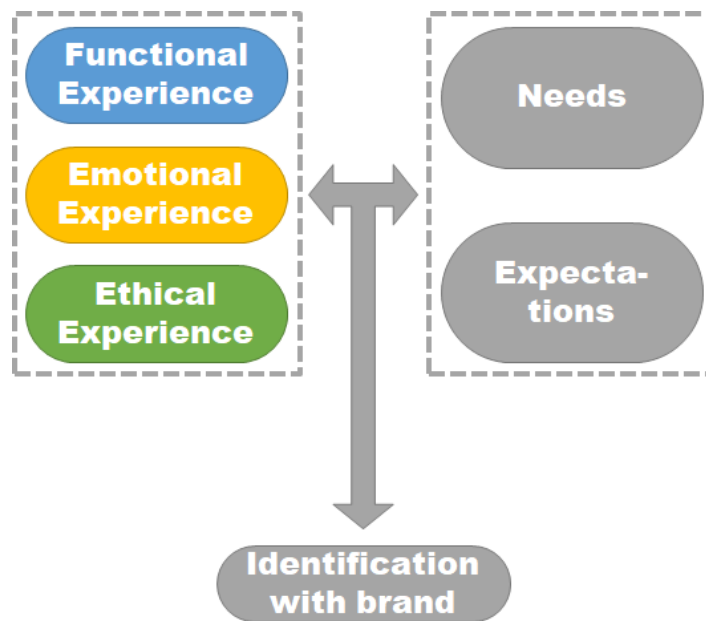 Functional
Experience
Emotional
Experience
Ethical
Experience
Needs
Expecta-
tions
Identification
with brand